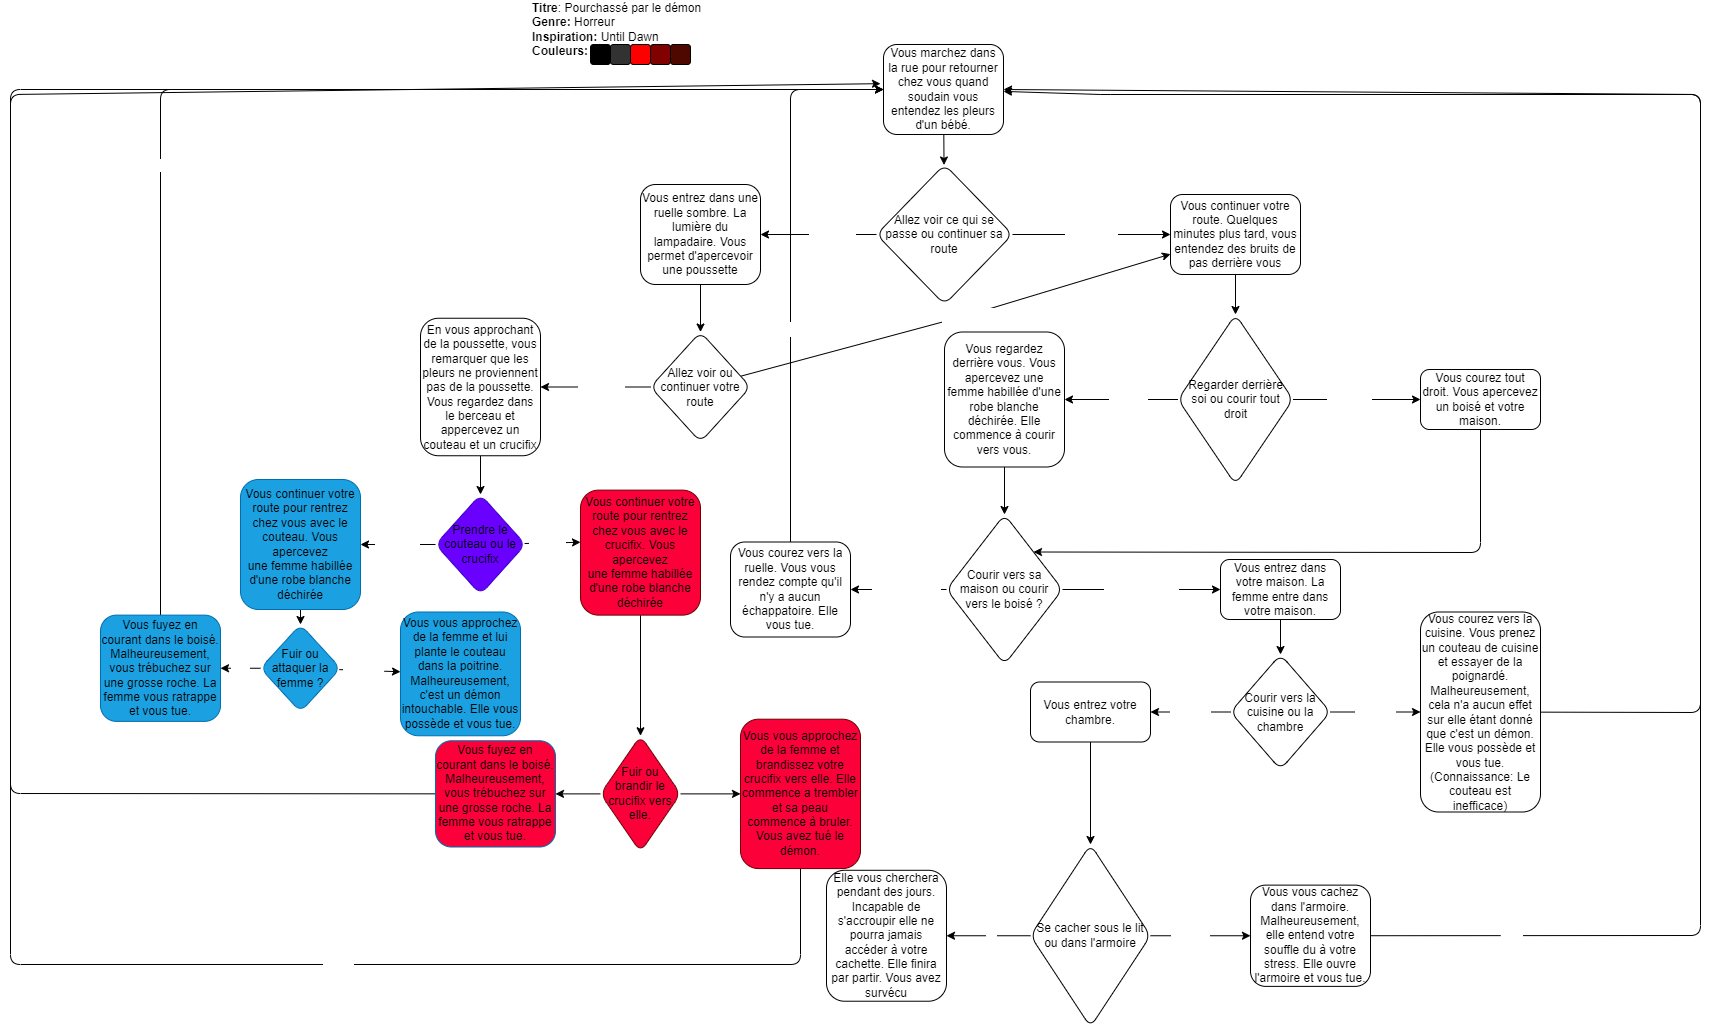 Titre: Pourchassé par le démon
Genre: Horreur
Inspiration: Until Dawn
Couleurs:
Vous marchez dans
la rue pour retourner
chez vous quand
soudain vous
entendez les pleurs
d'un bébé.
Allez voir ce qui se
passe ou continuer sa
route
Vous entrez dans une
ruelle sombre. La
lumière du
lampadaire. Vous
permet d'apercevoir
une poussette
Vous continuer votre
route. Quelques
minutes plus tard, vous
entendez des bruits de
pas derrière vous
Allez voir ou
continuer votre
route
En vous approchant
de la poussette, vous
remarquer que les
pleurs ne proviennent
pas de la poussette.
Vous regardez dans
le berceau et
appercevez un
couteau et un crucifix
Vous regardez
derrière vous. Vous
apercevez une
femme habillée d'une
robe blanche
déchirée. Elle
commence à courir
vers vous.
Regarder derrière
soi ou courir tout
droit
Vous courez tout
droit. Vous apercevez
un boisé et votre
maison.
Vous continuer votre
route pour rentrez
chez vous avec le
couteau. Vous
apercevez
une femme habillée
d'une robe blanche
déchirée
Prendre le
couteau ou le
crucifix
Vous continuer votre
route pour rentrez
chez vous avec le
crucifix. Vous
apercevez
une femme habillée
d'une robe blanche
déchirée
Vous courez vers la
ruelle. Vous vous
rendez compte qu'il
n'y a aucun
échappatoire. Elle
vous tue.
Courir vers sa
maison ou courir
vers le boisé ?
Vous entrez dans
votre maison. La
femme entre dans
votre maison.
Vous fuyez en
courant dans le boisé.
Malheureusement,
vous trébuchez sur
une grosse roche. La
femme vous ratrappe
et vous tue.
Fuir ou
attaquer la
femme ?
Vous vous approchez
de la femme et lui
plante le couteau
dans la poitrine.
Malheureusement,
c'est un démon
intouchable. Elle vous
possède et vous tue.
Vous entrez votre
chambre.
Courir vers la
cuisine ou la
chambre
Vous courez vers la
cuisine. Vous prenez
un couteau de cuisine
et essayer de la
poignardé.
Malheureusement,
cela n'a aucun effet
sur elle étant donné
que c'est un démon.
Elle vous possède et
vous tue.
(Connaissance: Le
couteau est
inefficace)
Vous fuyez en
courant dans le boisé.
Malheureusement,
vous trébuchez sur
une grosse roche. La
femme vous ratrappe
et vous tue.
Fuir ou
brandir le
crucifix vers
elle.
Vous vous approchez
de la femme et
brandissez votre
crucifix vers elle. Elle
commence a trembler
et sa peau
commence à bruler.
Vous avez tué le
démon.
Elle vous cherchera
pendant des jours.
Incapable de
s'accroupir elle ne
pourra jamais
accéder à votre
cachette. Elle finira
par partir. Vous avez
survécu
Se cacher sous le lit
ou dans l'armoire
Vous vous cachez
dans l'armoire.
Malheureusement,
elle entend votre
souffle du à votre
stress. Elle ouvre
l'armoire et vous tue.